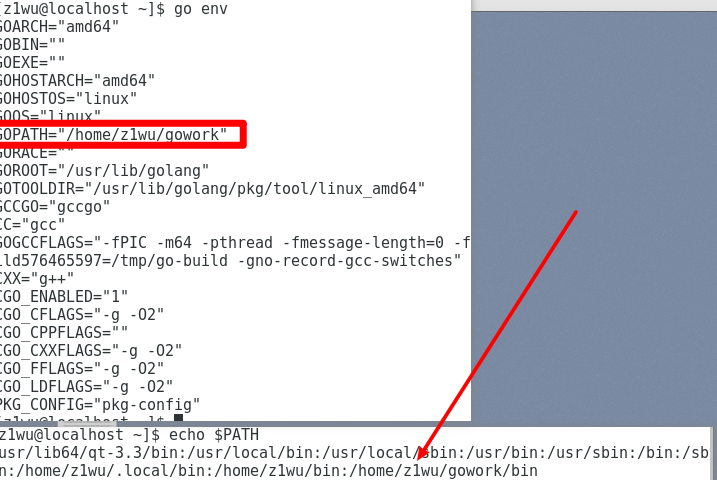 [z1wu@localhost ~]$ go env
GOARCH="amd64"
GOBIN=""
GOEXE=""
GOHOSTARCH="amd64"
GOHOSTOS="linux"
GOOS="linux"
GOPATH="/home/z1wu/gowork"
GORACE=""
GOROOT="/usr/lib/golang"
GOTOOLDIR="/usr/lib/golang/pkg/tool/linux_amd64"
GCCGO="gccgo"
CC="gcc"
GOGCCFLAGS="-fPIC -m64 -pthread -fmessage-length=0 -f
ild576465597=/tmp/go-build -gno-record-gcc-switches"
CXX="g++"
CGO_ENABLED="1"
CGO_CFLAGS="-g -O2"
CGO_CPPFLAGS=""
CGO_CXXFLAGS="-g -O2"
CGO_FFLAGS="-g -O2"
CGO_LDFLAGS="-g -O2"
PKG_CONFIG="pkg-config"
[z1wu@localhost ~]$
z1wu@localhost ~]$ echo $PATH
usr/lib64/qt-3.3/bin:/usr/local/bin:/usr/local/sbin:/usr/bin:/usr/sbin:/bin:/sb
n:/home/z1wu/.local/bin:/home/z1wu/bin:/home/z1wu/gowork/bin